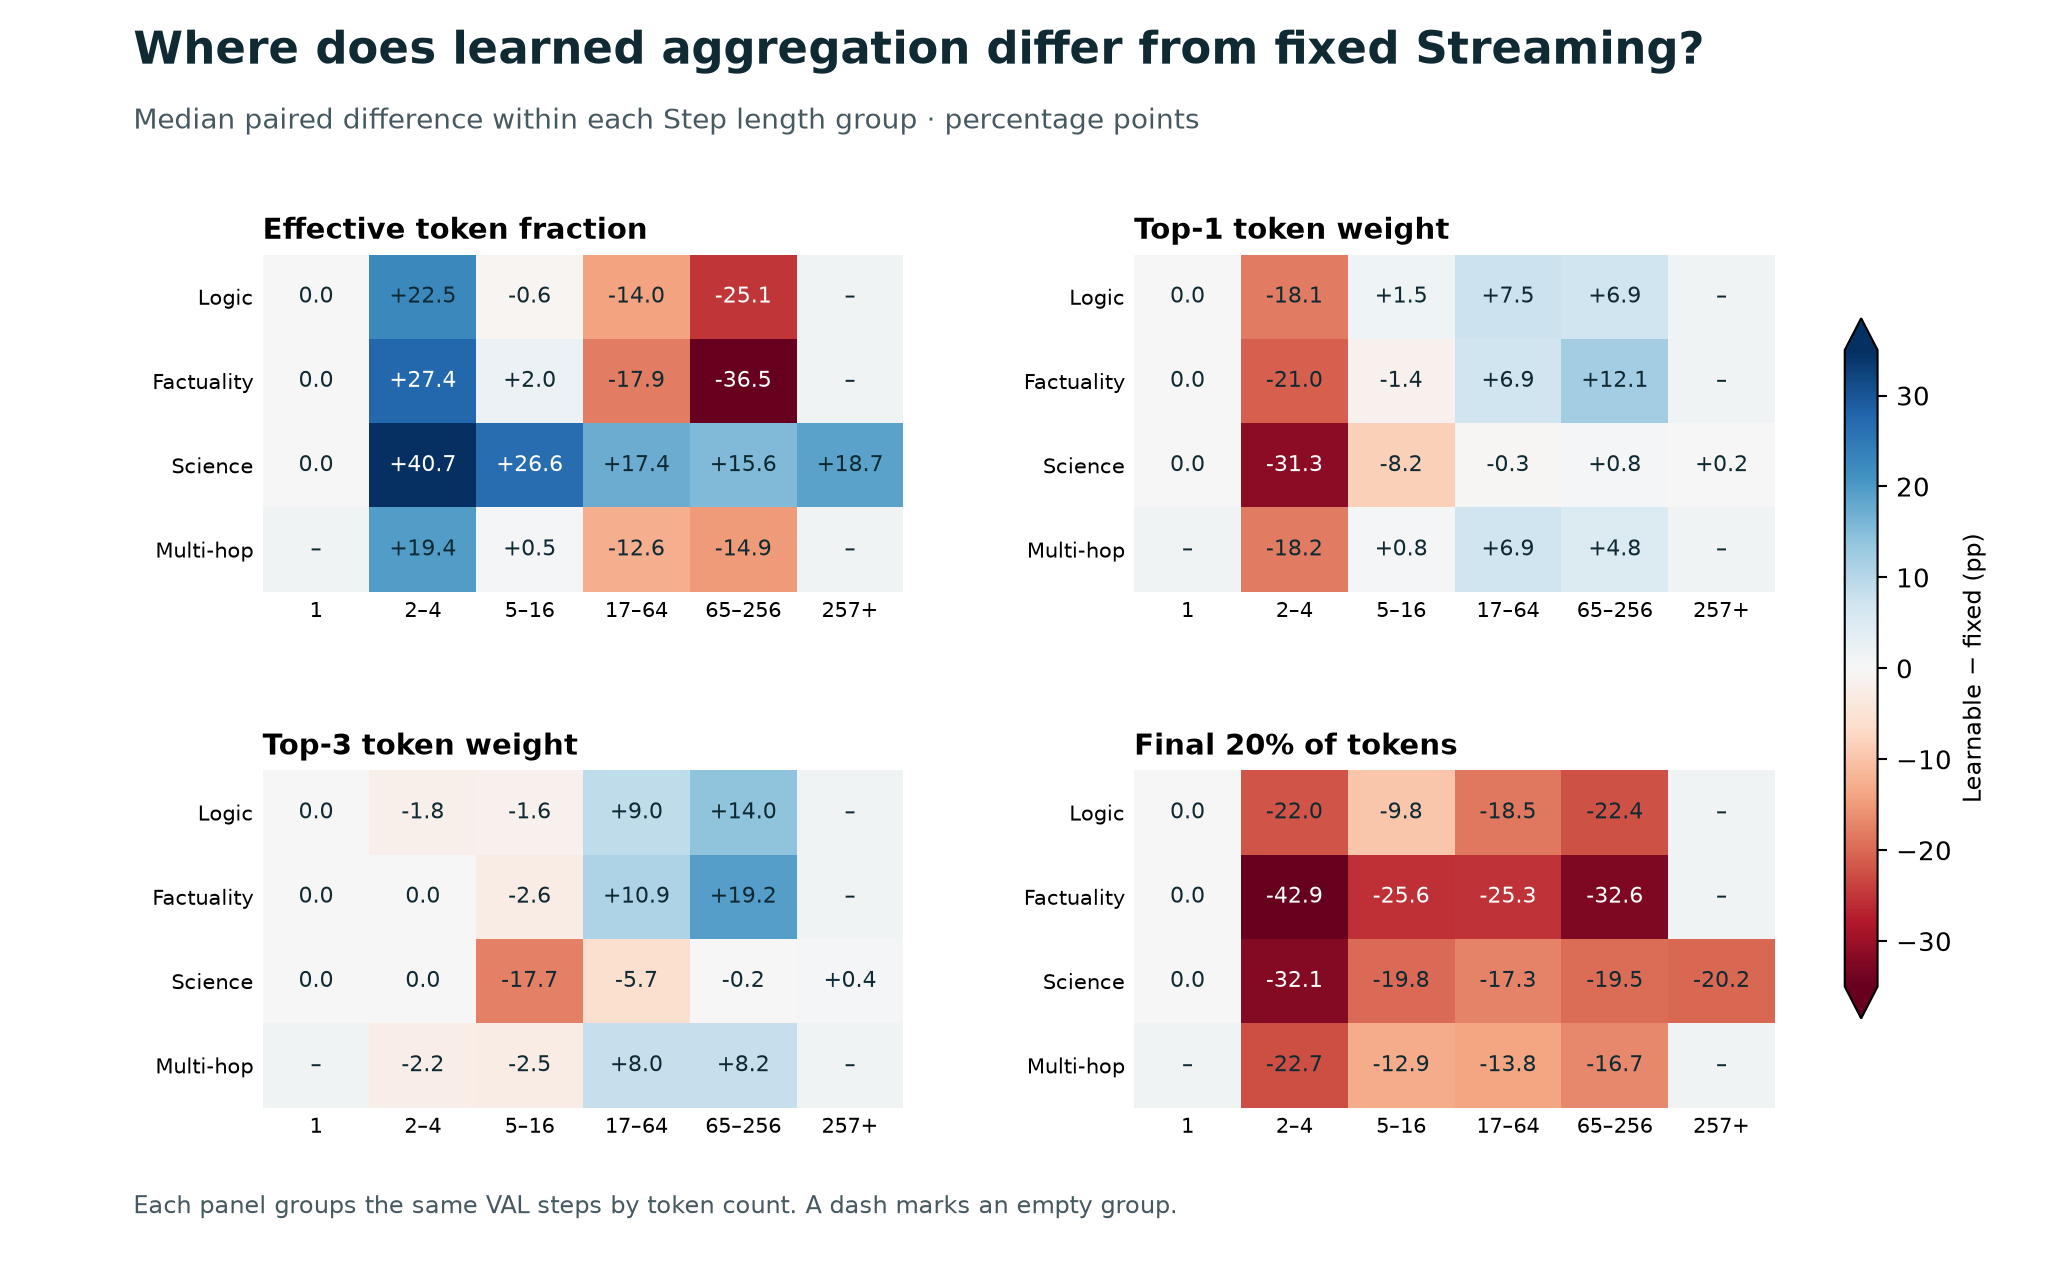 Where does learned aggregation differ from fixed Streaming?
Median paired difference within each Step length group · percentage points
Effective token fraction
Logic 0.0 +22.5 -0.6 -14.0 -25.1 –
Factuality 0.0 +27.4 +2.0 -17.9 -36.5 –
Science 0.0 +40.7 +26.6 +17.4 +15.6 +18.7
Multi-hop – +19.4 +0.5 -12.6 -14.9 –
1 2–4 5–16 17–64 65–256 257+
Top-1 token weight
Logic 0.0 -18.1 +1.5 +7.5 +6.9 –
Factuality 0.0 -21.0 -1.4 +6.9 +12.1 –
Science 0.0 -31.3 -8.2 -0.3 +0.8 +0.2
Multi-hop – -18.2 +0.8 +6.9 +4.8 –
1 2–4 5–16 17–64 65–256 257+
Top-3 token weight
Logic 0.0 -1.8 -1.6 +9.0 +14.0 –
Factuality 0.0 0.0 -2.6 +10.9 +19.2 –
Science 0.0 0.0 -17.7 -5.7 -0.2 +0.4
Multi-hop – -2.2 -2.5 +8.0 +8.2 –
1 2–4 5–16 17–64 65–256 257+
Final 20% of tokens
Logic 0.0 -22.0 -9.8 -18.5 -22.4 –
Factuality 0.0 -42.9 -25.6 -25.3 -32.6 –
Science 0.0 -32.1 -19.8 -17.3 -19.5 -20.2
Multi-hop – -22.7 -12.9 -13.8 -16.7 –
1 2–4 5–16 17–64 65–256 257+
30
20
10
0
−10
−20
−30
Learnable − fixed (pp)
Each panel groups the same VAL steps by token count. A dash marks an empty group.